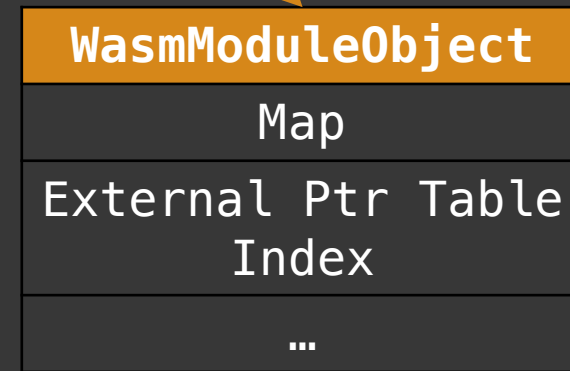 WasmModuleObject
Map
External Ptr Table
Index
…